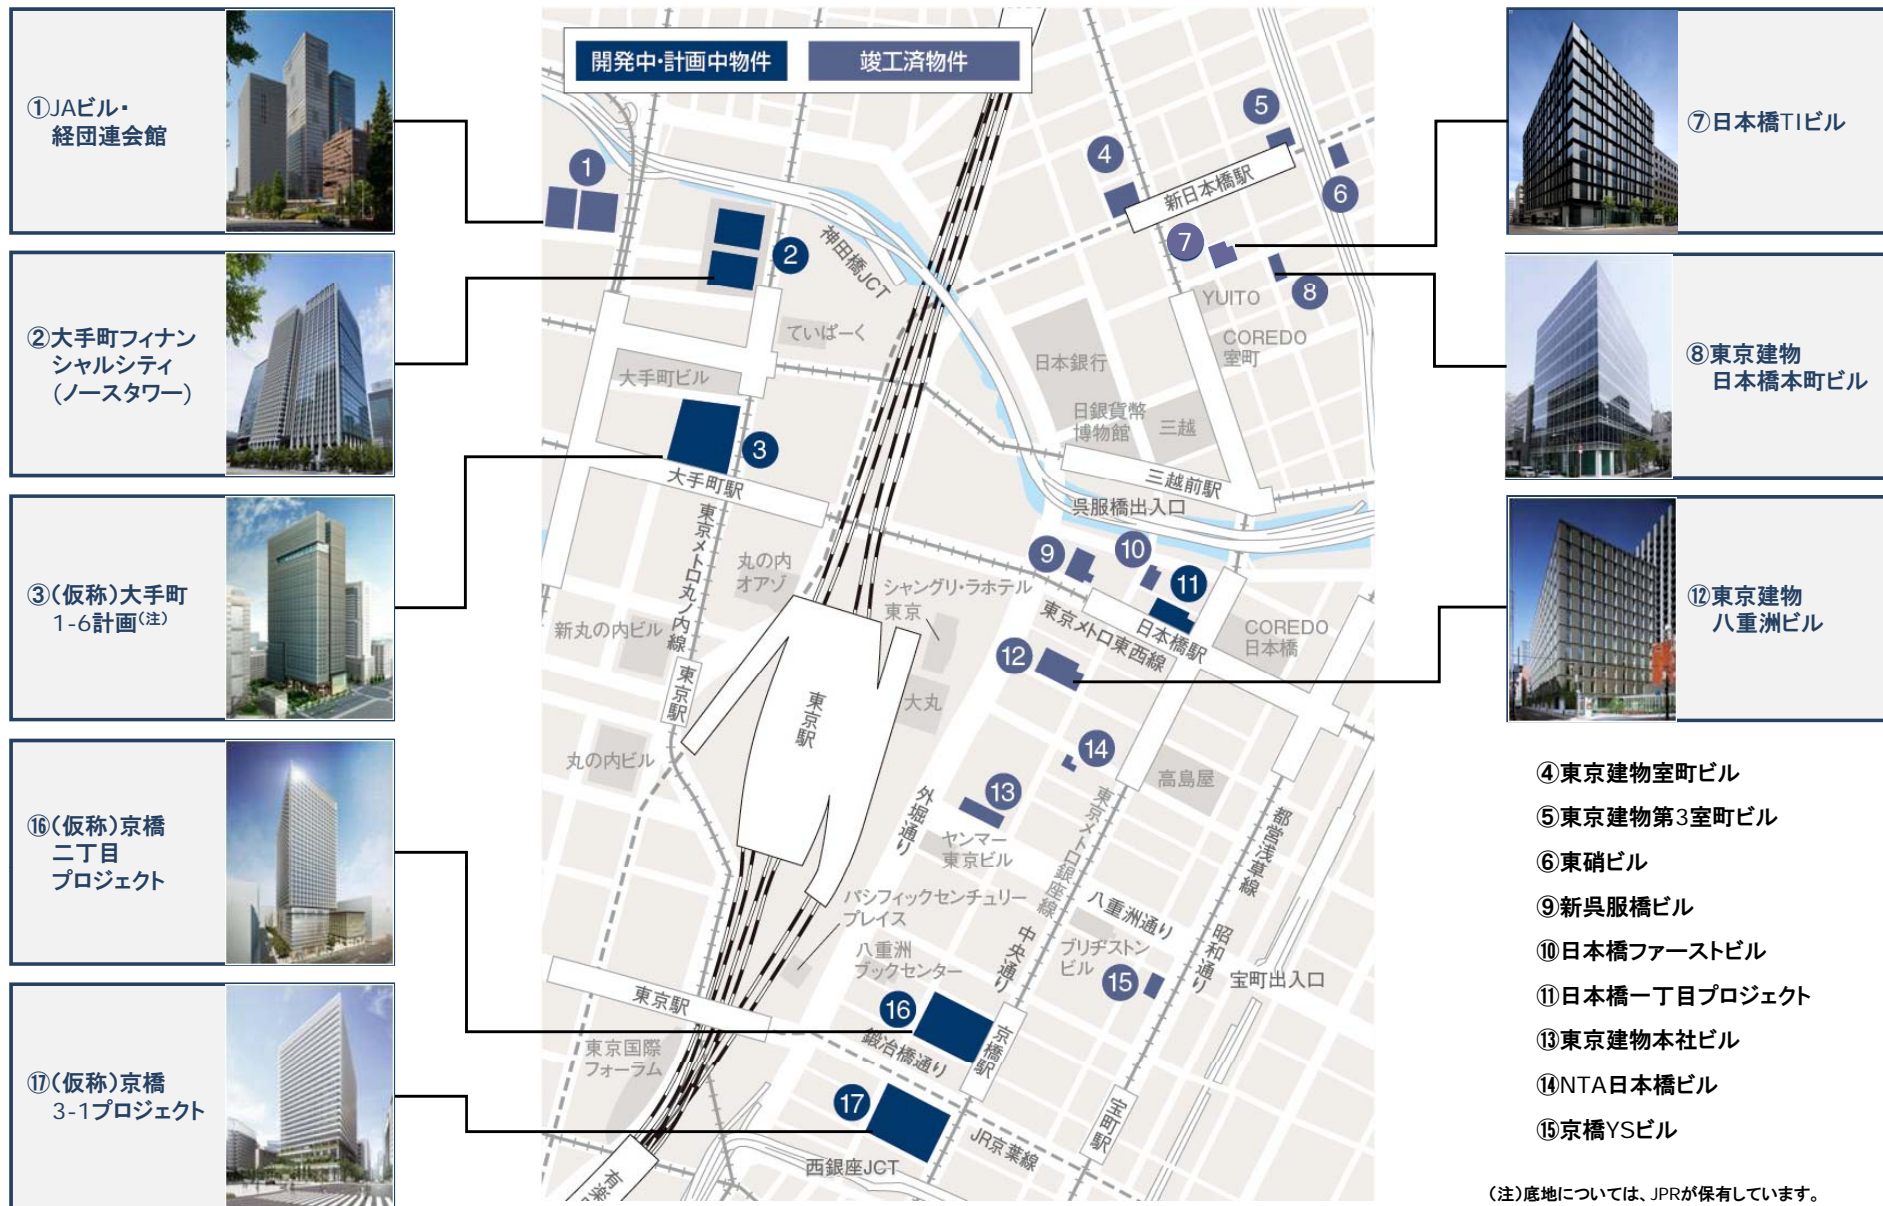 ①JAビル・
経団連会館
②大手町フィナン
シャルシティ
(ノースタワー)
③(仮称)大手町
1-6計画(注)
⑯(仮称)京橋
二丁目
プロジェクト
⑰(仮称)京橋
3-1プロジェクト
開発中・計画中物件
竣工済物件
1
2
神田橋JCT
ていぱーく
大手町ビル
3
大手町駅
4
5
6
新日本橋駅
7
8
YUITO
COREDO
室町
日本銀行
日銀貨幣
博物館
三越
三越前駅
呉服橋出入口
東京メトロ丸ノ内線
丸の内
オアゾ
新丸の内ビル
シャングリ・ラホテル
東京
9
10
11
東京メトロ東西線
日本橋駅
COREDO
日本橋
12
東京駅
東京駅
大丸
丸の内ビル
14
高島屋
13
外堀通り
ヤンマー
東京ビル
東京メトロ銀座線
都営浅草線
パシフィックセンチュリー
プレイス
八重洲通り
八重洲
ブックセンター
中央通り
ブリヂストン
ビル
昭和通り
15
宝町出入口
東京駅
16
京橋駅
鍛冶橋通り
東京国際
フォーラム
17
宝町駅
JR京葉線
西銀座JCT
有楽
⑦日本橋TIビル
⑧東京建物
日本橋本町ビル
⑫東京建物
八重洲ビル
④東京建物室町ビル
⑤東京建物第3室町ビル
⑥東硝ビル
⑨新呉服橋ビル
⑩日本橋ファーストビル
⑪日本橋一丁目プロジェクト
⑬東京建物本社ビル
⑭NTA日本橋ビル
⑮京橋YSビル
(注)底地については、JPRが保有しています。